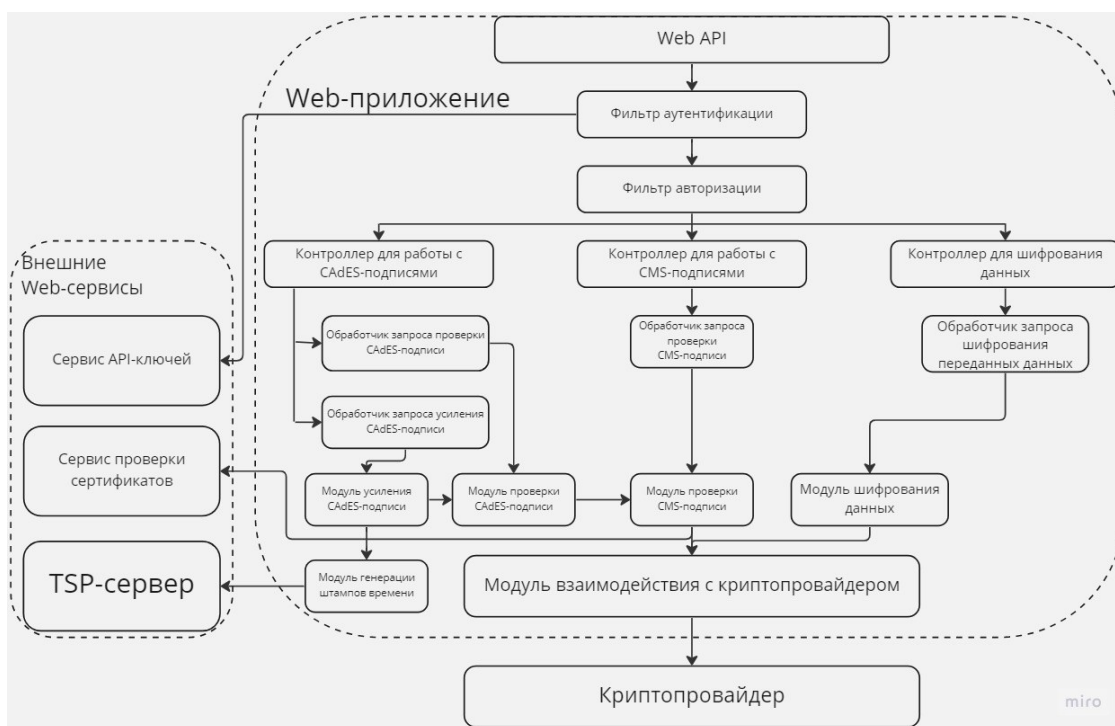 Web API
Web-приложение
Фильтр аутентификации
Фильтр авторизации
Контроллер для работы с
CAdES-подписями
Контроллер для работы с
CMS-подписями
Контроллер для шифрования
данных
Внешние
Web-сервисы
Обработчик запроса проверки
CAdES-подписи
Обработчик запроса
проверки
CMS-подписи
Обработчик запроса
шифрования
переданных данных
Сервис API-ключей
Обработчик запроса усиления
CAdES-подписи
Сервис проверки
сертификатов
Модуль усиления
CAdES-подписи
Модуль проверки
CAdES-подписи
Модуль проверки
CMS-подписи
Модуль шифрования
данных
TSP-сервер
Модуль генерации
штампов времени
Модуль взаимодействия с криптопровайдером
Криптопровайдер
miro